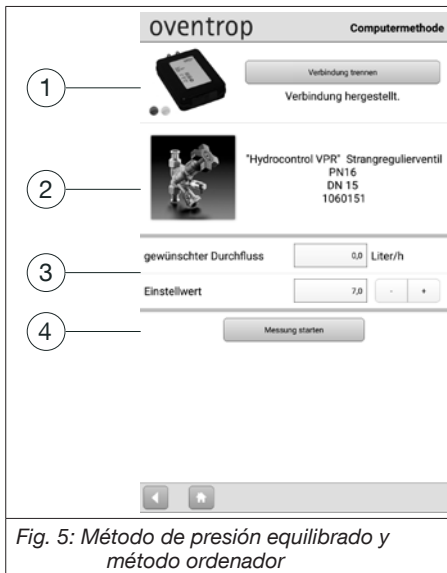 oventrop Computermethode
1
Verbindung trennen
Verbindung hergestellt.
2
"Hydrocontrol VPR" Strangregulierventil
PN16
DN 15
1060151
3
gewünschter Durchfluss 0,0 Liter/h
Einstellwert 7,0 - +
4
Messung starten
Fig. 5: Método de presión equilibrado y
método ordenador